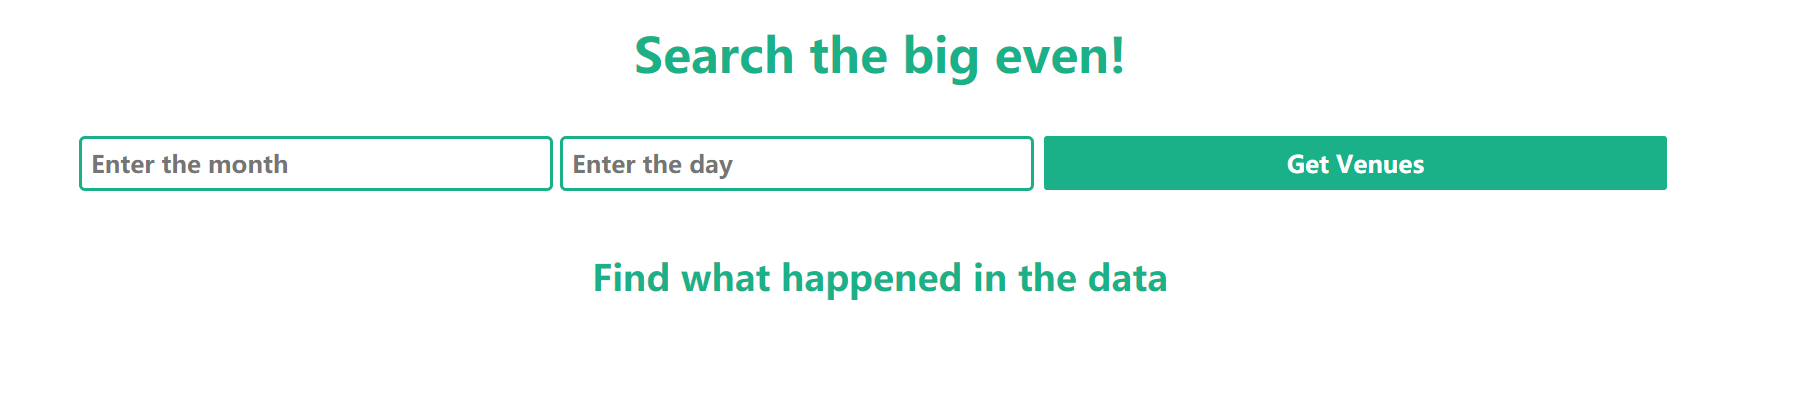 Search the big even!
Enter the month
Enter the day
Get Venues
Find what happened in the data